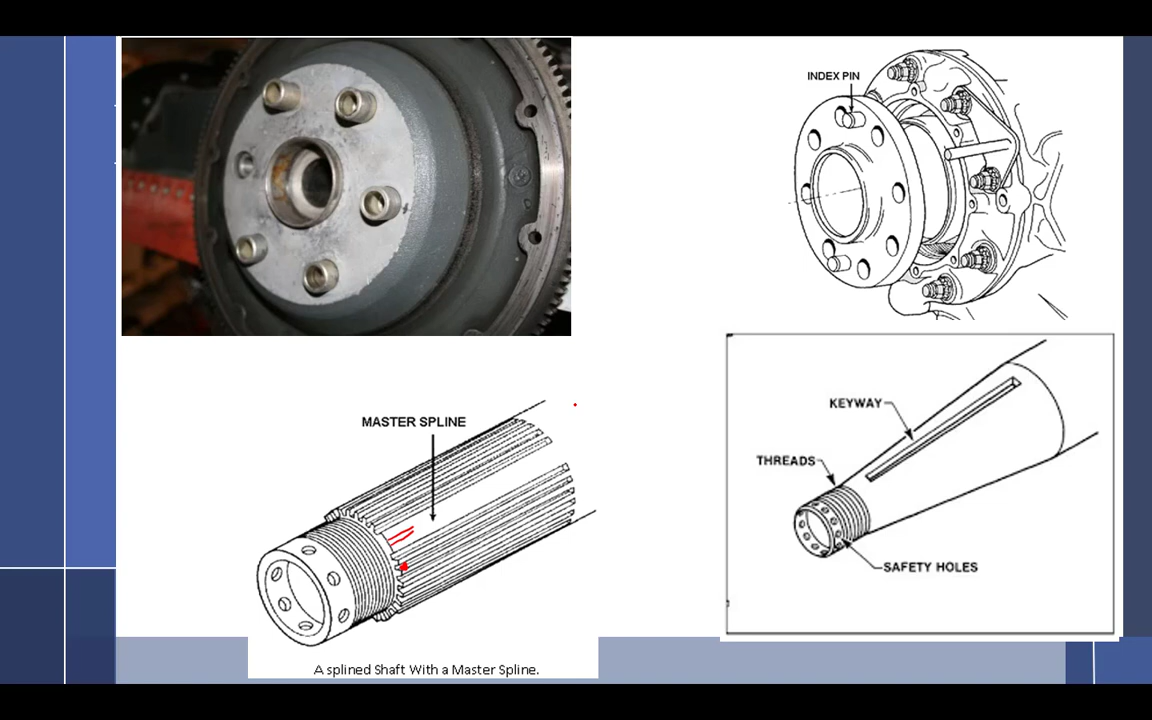 INDEX PIN
MASTER SPLINE
KEYWAY
THREADS
SAFETY HOLES
A splined Shaft With a Master Spline.